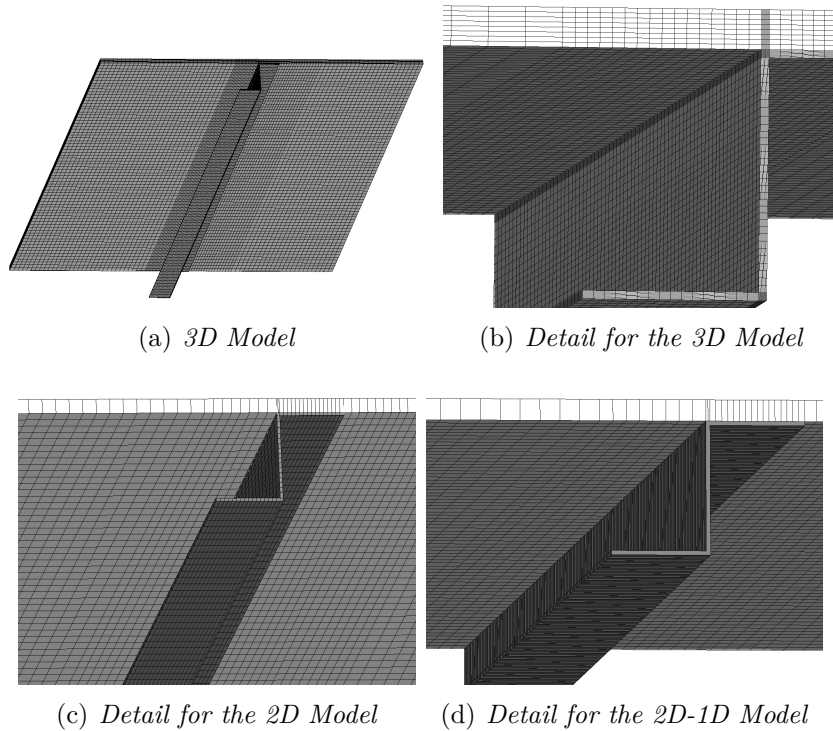 (a) 3D Model
(b) Detail for the 3D Model
(c) Detail for the 2D Model
(d) Detail for the 2D-1D Model